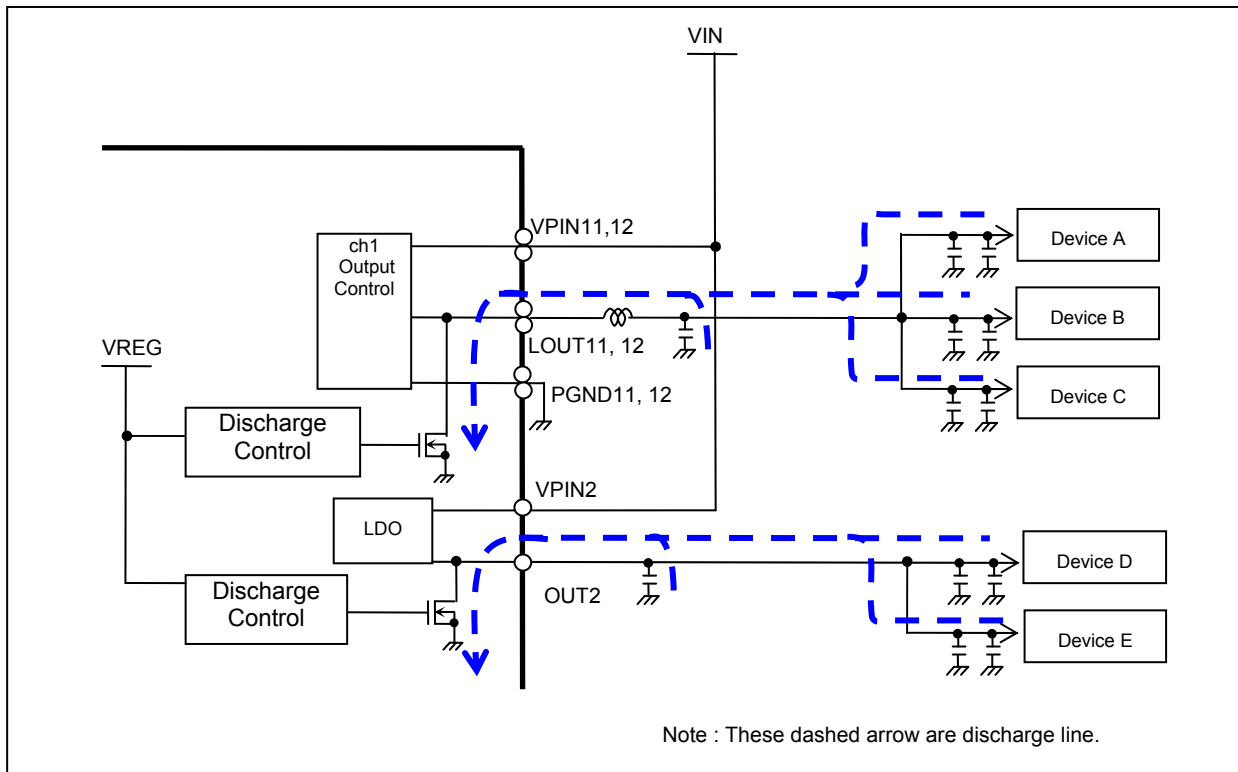 VIN
VPIN11,12
ch1
Output
Control
Device A
Device B
LOUT11, 12
VREG
PGND11, 12
Device C
Discharge
Control
VPIN2
LDO
Device D
OUT2
Discharge
Control
Device E
Note : These dashed arrow are discharge line.